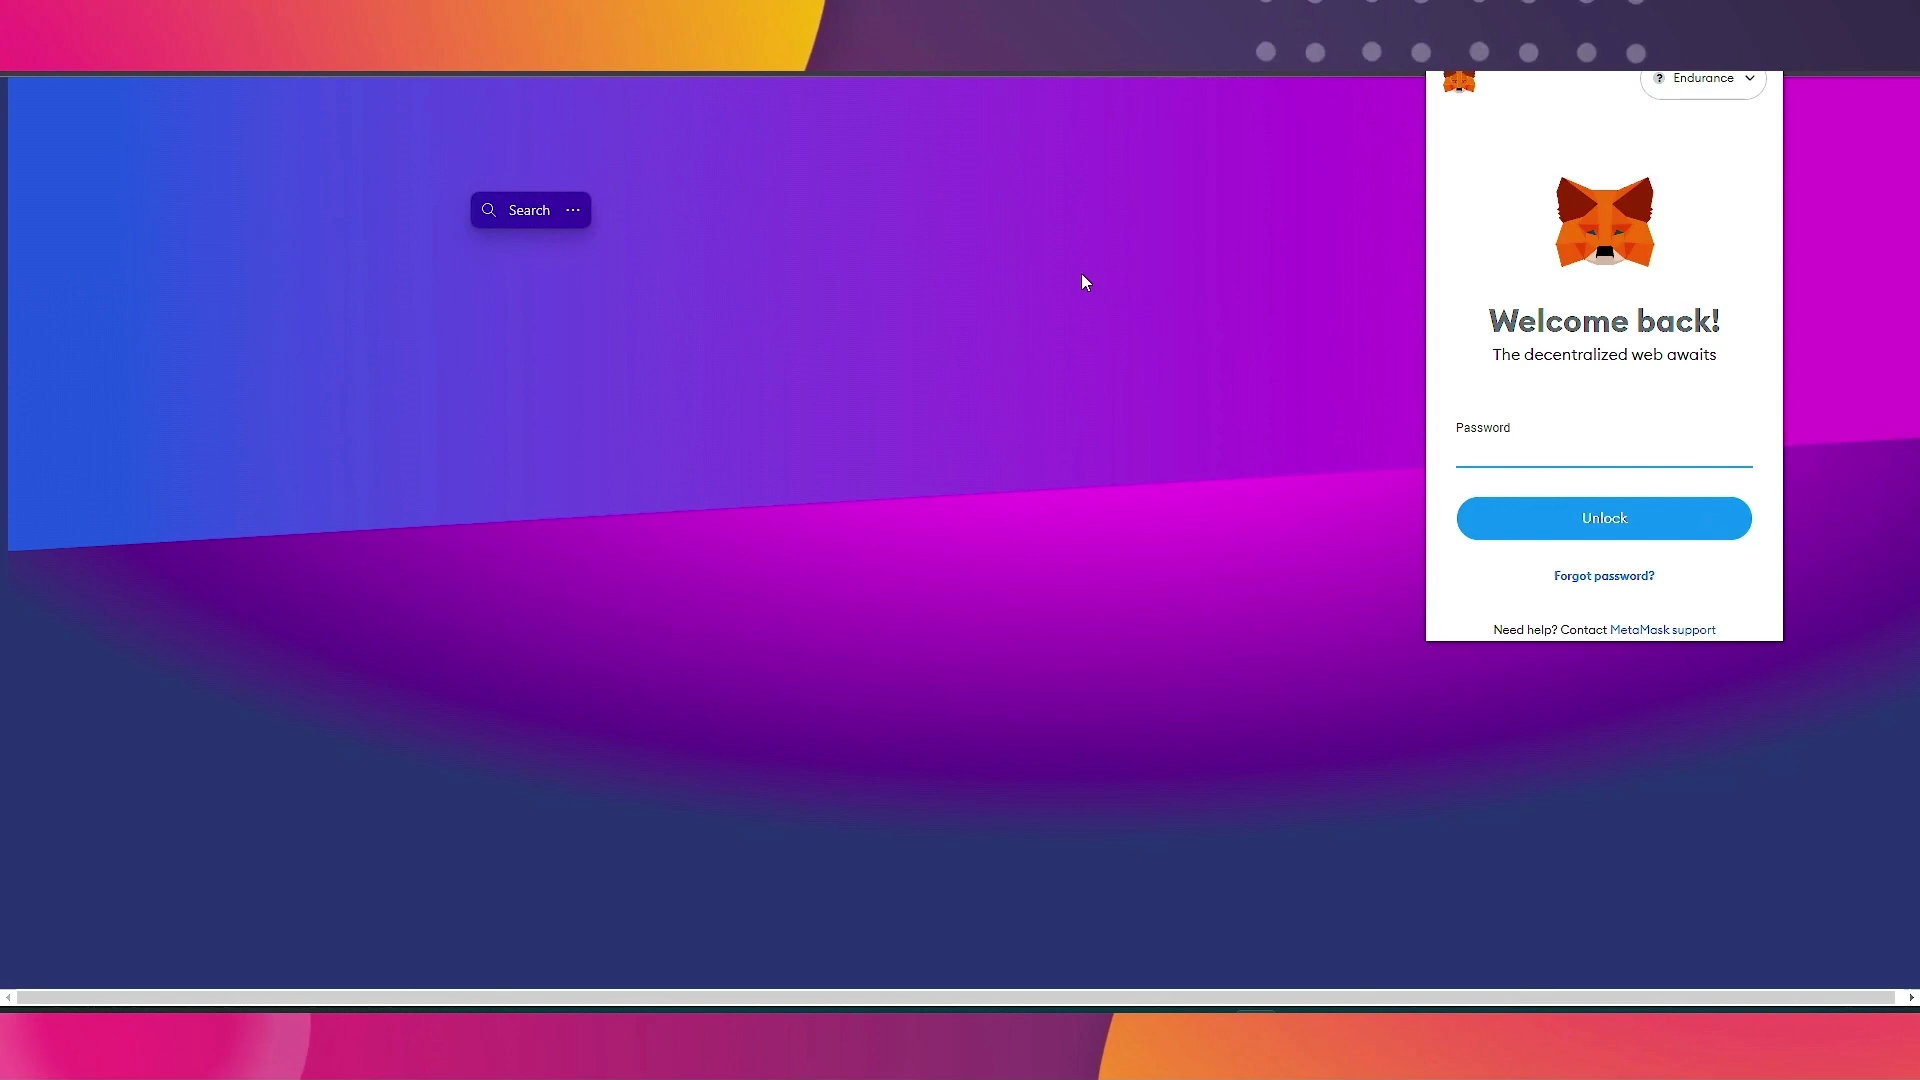 Endurance
Search
Welcome back!
The decentralized web awaits
Password
Unlock
Forgot password?
Need help? Contact MetaMask support